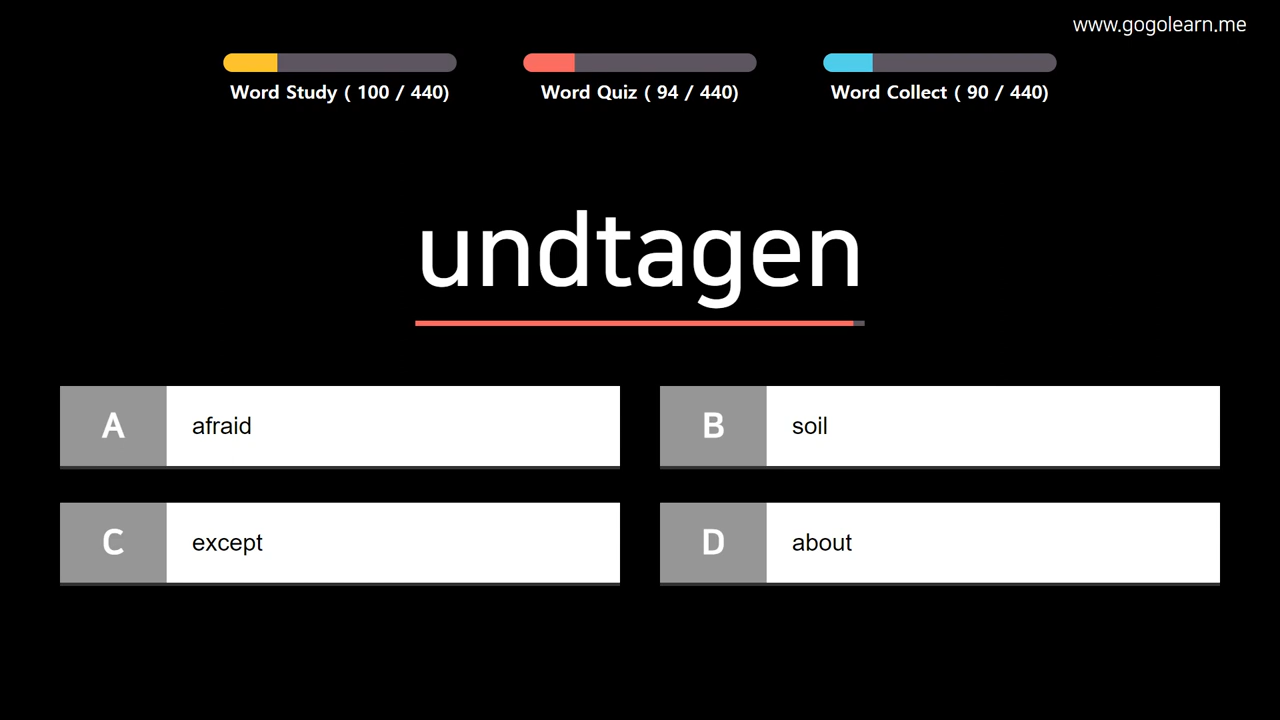 www.gogolearn.me
Word Study ( 100 / 440)
Word Quiz ( 94 / 440)
Word Collect ( 90 / 440)
undtagen
A afraid
B soil
C except
D about